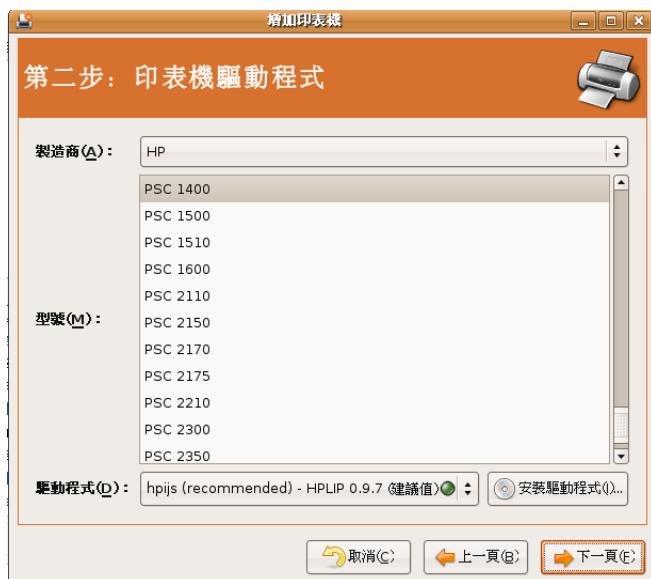 增加印表機
第二步：印表機驅動程式
製造商(A)：
HP
型號(M)：
PSC 1400
PSC 1500
PSC 1510
PSC 1600
PSC 2110
PSC 2150
PSC 2170
PSC 2175
PSC 2210
PSC 2300
PSC 2350
驅動程式(D)：
hpijs (recommended) - HPLIP 0.9.7 (建議值)
安裝驅動程式(I)...
取消(C)
上一頁(B)
下一頁(F)